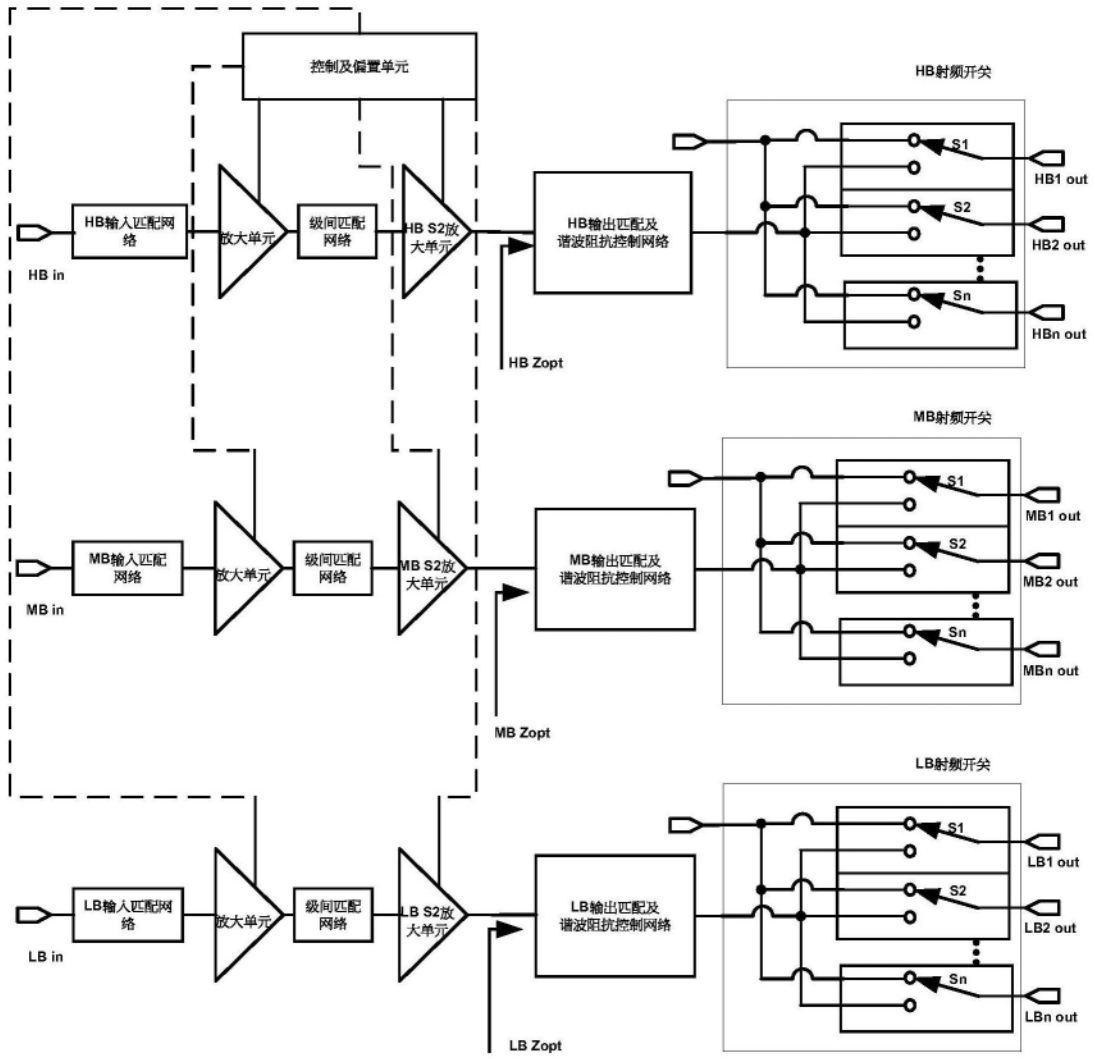 控制及偏置单元
HB射频开关
S1
HB1 out
HB输入匹配网
络
放大单元
级间匹配
网络
HB S2放
大单元
HB输出匹配及
谐波阻抗控制网络
S2
HB2 out
HB in
Sn
HBn out
HB Zopt
MB射频开关
S1
MB1 out
MB输入匹配
网络
放大单元
级间匹配
网络
MB S2放
大单元
MB输出匹配及
谐波阻抗控制网络
S2
MB2 out
MB in
Sn
MBn out
MB Zopt
LB射频开关
S1
LB1 out
LB输入匹配网
络
放大单元
级间匹配
网络
LB S2放
大单元
LB输出匹配及
谐波阻抗控制网络
S2
LB2 out
LB in
Sn
LBn out
LB Zopt